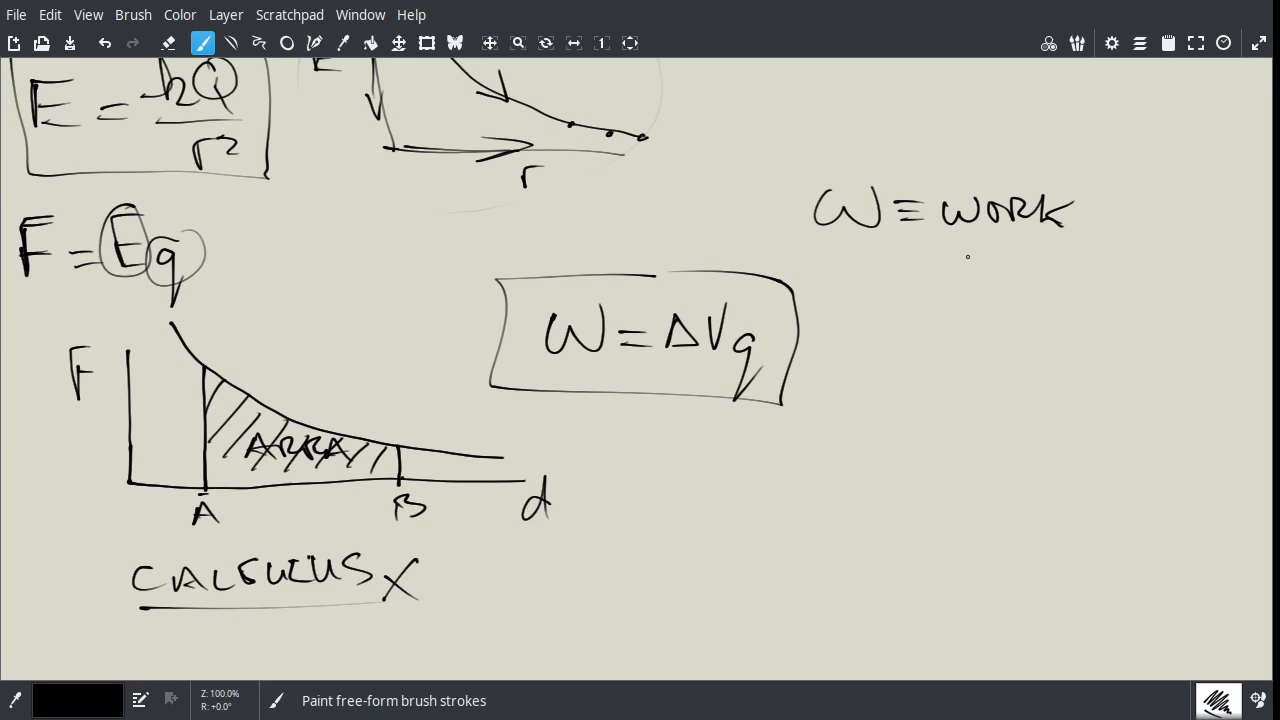 File Edit View Brush Color Layer Scratchpad Window Help
E = kQ
r²
r
F = Eq
W ≡ WORK
W = ΔVq
F
AREA
A B d
CALCULUS X
Z: 100.0%
R: +0.0°
Paint free-form brush strokes